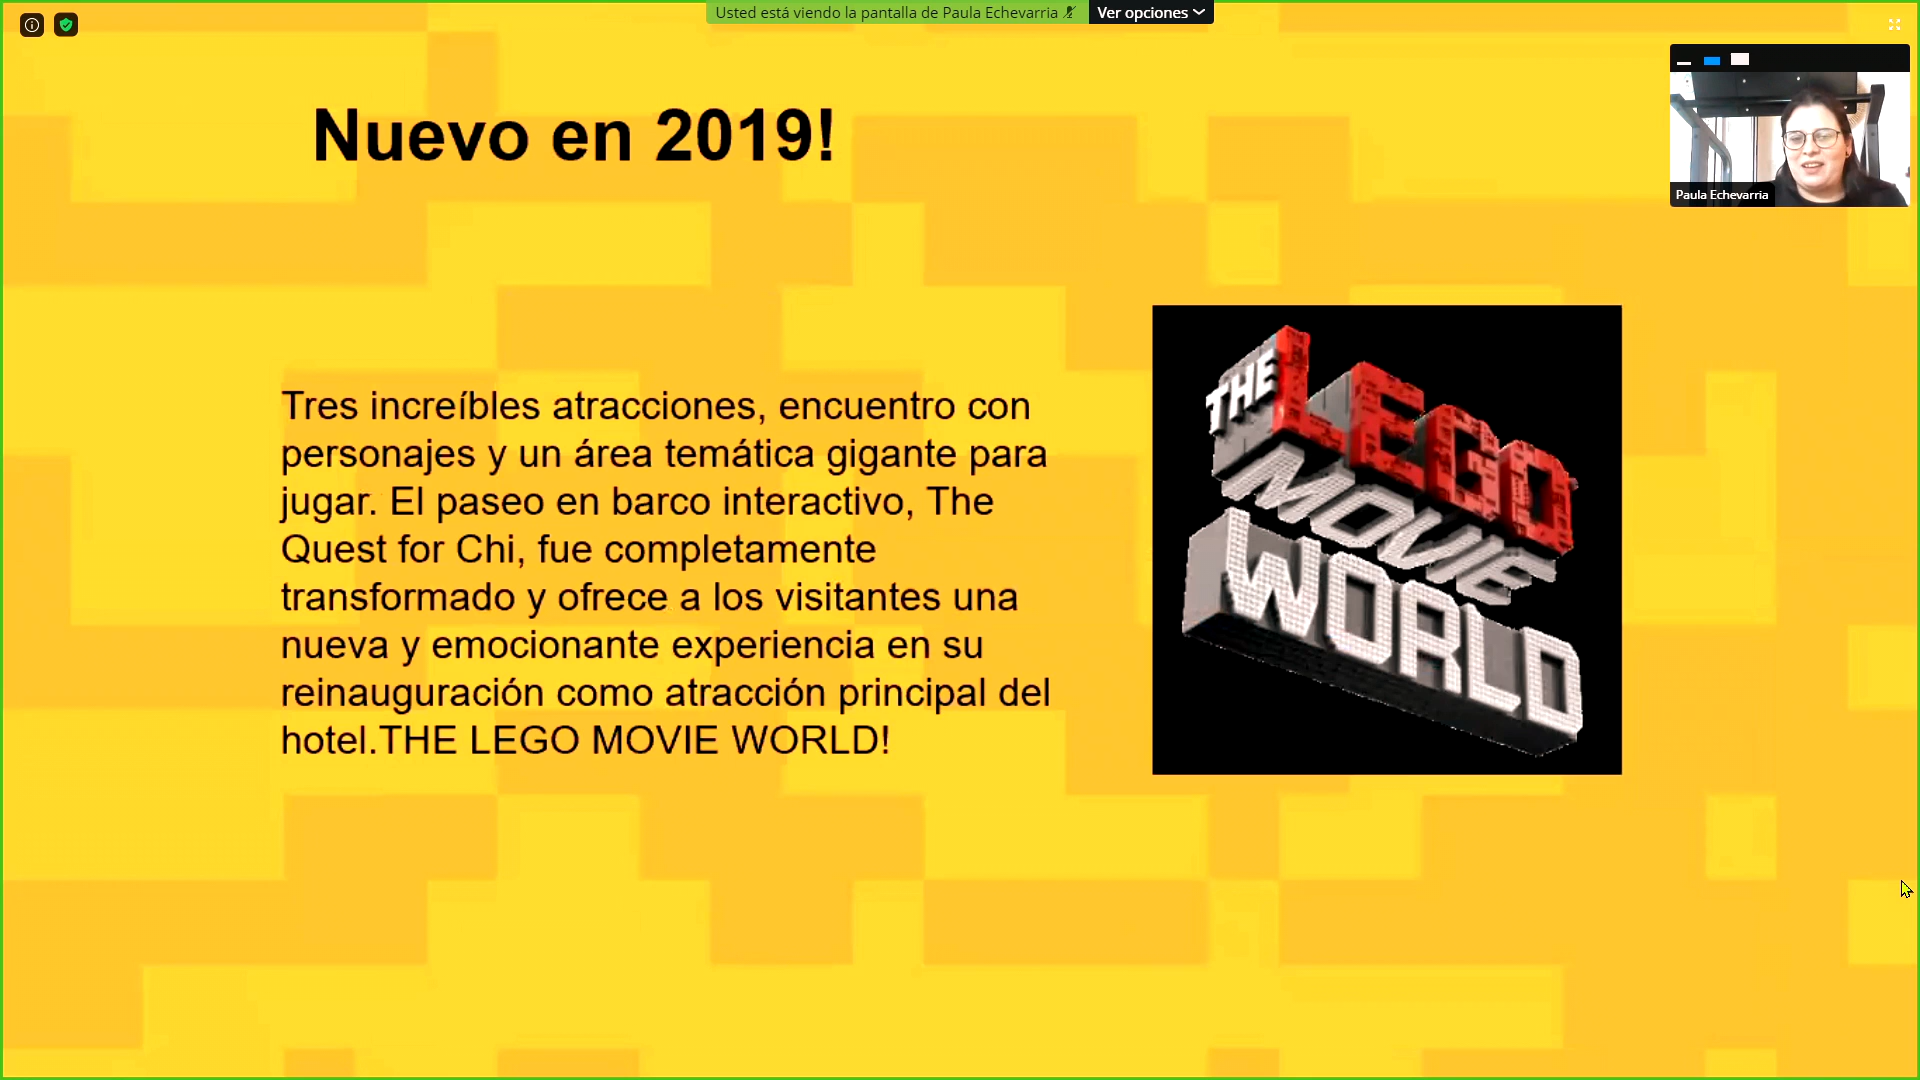 Usted está viendo la pantalla de Paula Echevarria
Ver opciones
Nuevo en 2019!
Paula Echevarria
Tres increíbles atracciones, encuentro con
personajes y un área temática gigante para
jugar. El paseo en barco interactivo, The
Quest for Chi, fue completamente
transformado y ofrece a los visitantes una
nueva y emocionante experiencia en su
reinauguración como atracción principal del
hotel.THE LEGO MOVIE WORLD!
THE LEGO
MOVIE
WORLD